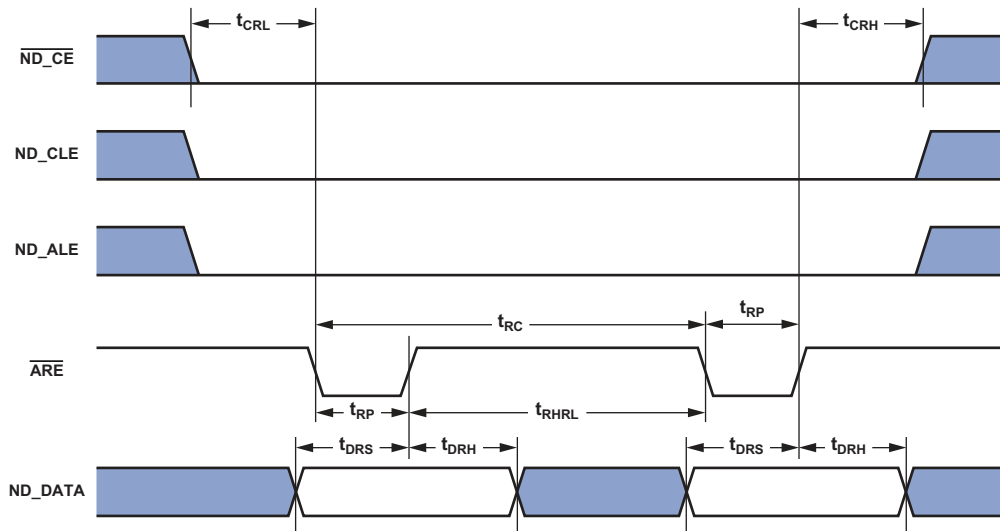 tCRL
tCRH
ND_CE
ND_CLE
ND_ALE
tRC
tRP
ARE
tRP
tRHRL
tDRS
tDRH
tDRS
tDRH
ND_DATA